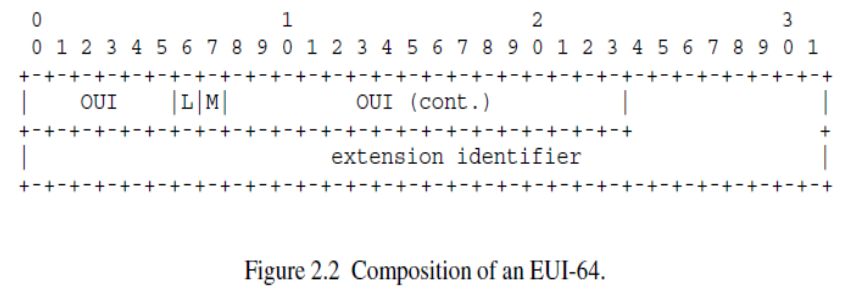 0                   1                   2                   3
 0 1 2 3 4 5 6 7 8 9 0 1 2 3 4 5 6 7 8 9 0 1 2 3 4 5 6 7 8 9 0 1
+-+-+-+-+-+-+-+-+-+-+-+-+-+-+-+-+-+-+-+-+-+-+-+-+-+-+-+-+-+-+-+-+
|    OUI    |L|M|          OUI (cont.)          |               |
+-+-+-+-+-+-+-+-+-+-+-+-+-+-+-+-+-+-+-+-+-+-+-+-+               +
|                        extension identifier                   |
+-+-+-+-+-+-+-+-+-+-+-+-+-+-+-+-+-+-+-+-+-+-+-+-+-+-+-+-+-+-+-+-+
Figure 2.2 Composition of an EUI-64.